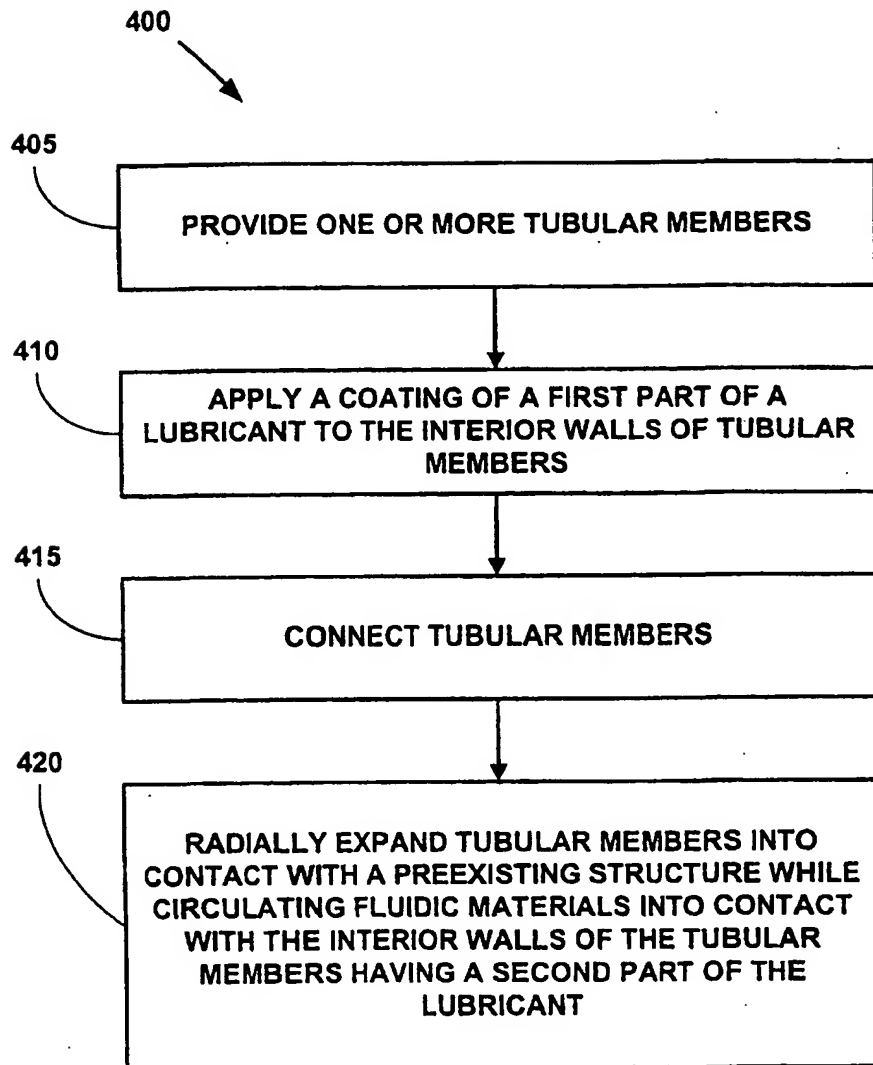 400
405
PROVIDE ONE OR MORE TUBULAR MEMBERS
410
APPLY A COATING OF A FIRST PART OF A
LUBRICANT TO THE INTERIOR WALLS OF TUBULAR
MEMBERS
415
CONNECT TUBULAR MEMBERS
420
RADIALLY EXPAND TUBULAR MEMBERS INTO
CONTACT WITH A PREEXISTING STRUCTURE WHILE
CIRCULATING FLUIDIC MATERIALS INTO CONTACT
WITH THE INTERIOR WALLS OF THE TUBULAR
MEMBERS HAVING A SECOND PART OF THE
LUBRICANT